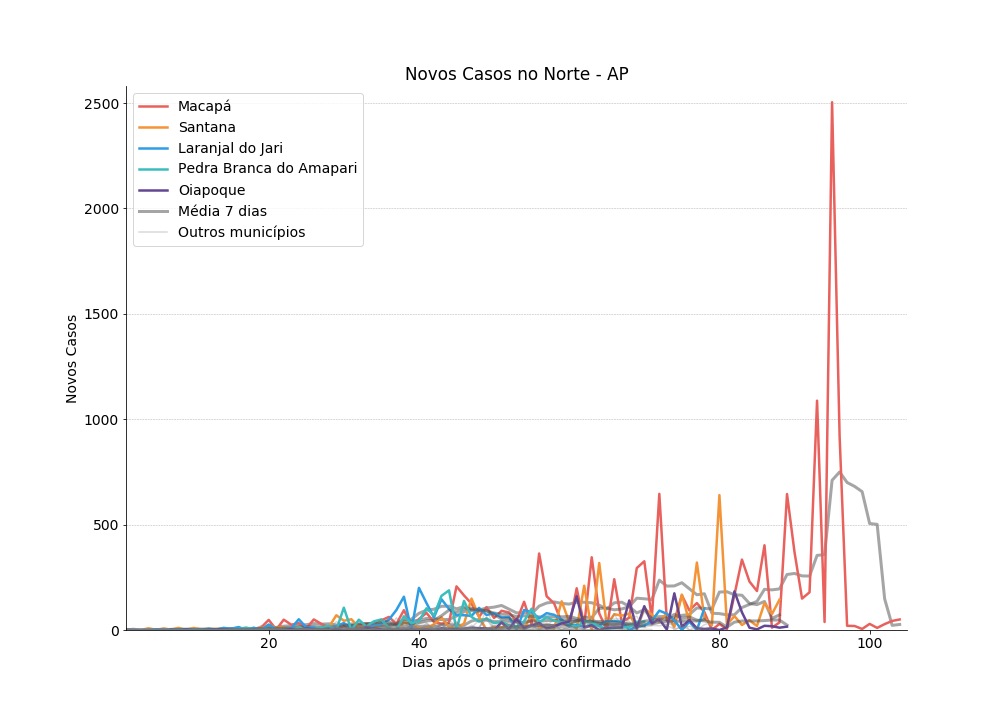 Novos Casos no Norte - AP
Macapá
Santana
Laranjal do Jari
Pedra Branca do Amapari
Oiapoque
Média 7 dias
Outros municípios
Novos Casos
2500
2000
1500
1000
500
0
20
40
60
80
100
Dias após o primeiro confirmado